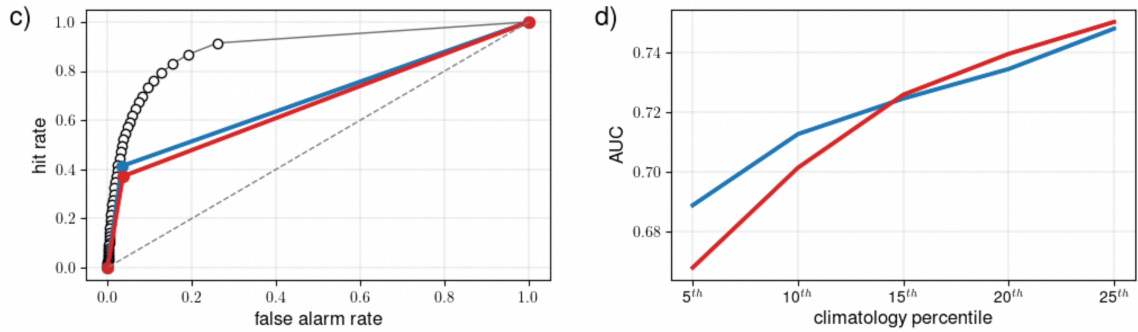 c)
1.0
0.8
0.6
0.4
0.2
0.0
hit rate
0.0 0.2 0.4 0.6 0.8 1.0
false alarm rate
d)
0.74
0.72
0.70
0.68
AUC
5th 10th 15th 20th 25th
climatology percentile